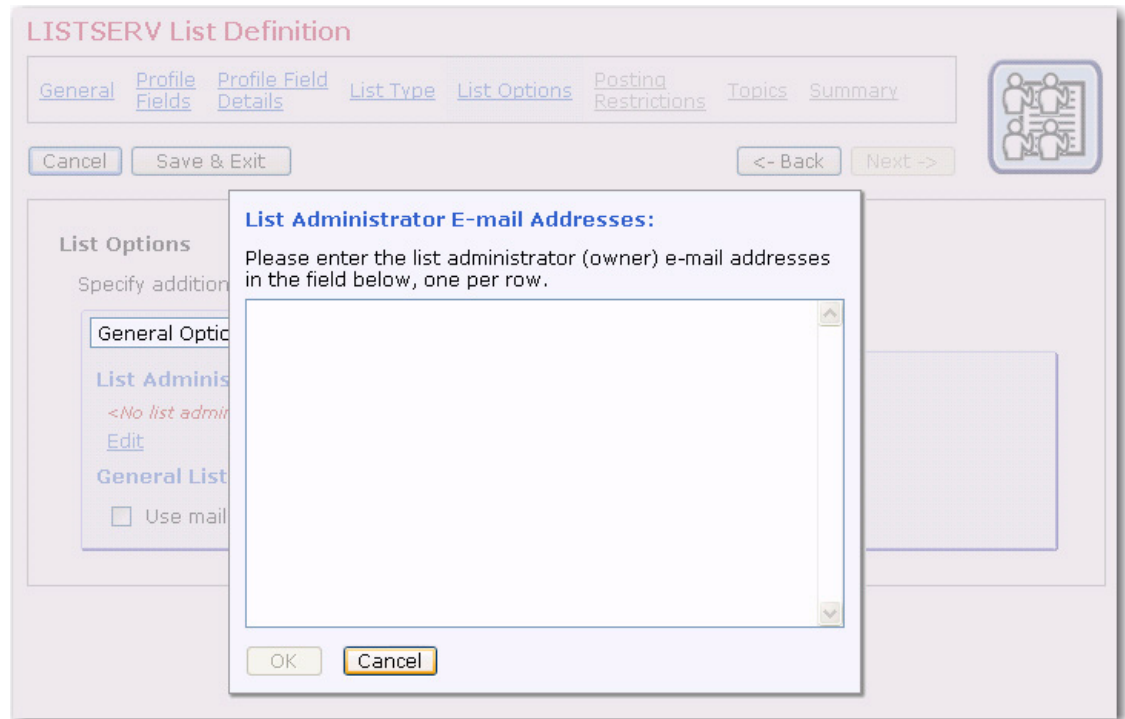 LISTSERV List Definition
General Profile Fields Profile Field Details List Type List Options Posting Restrictions Topics Summary
Cancel Save & Exit <- Back Next ->
List Administrator E-mail Addresses:
Please enter the list administrator (owner) e-mail addresses
in the field below, one per row.
List Options
Specify addition
General Optio
List Adminis
<No list admin
Edit
General List
Use mail
OK Cancel